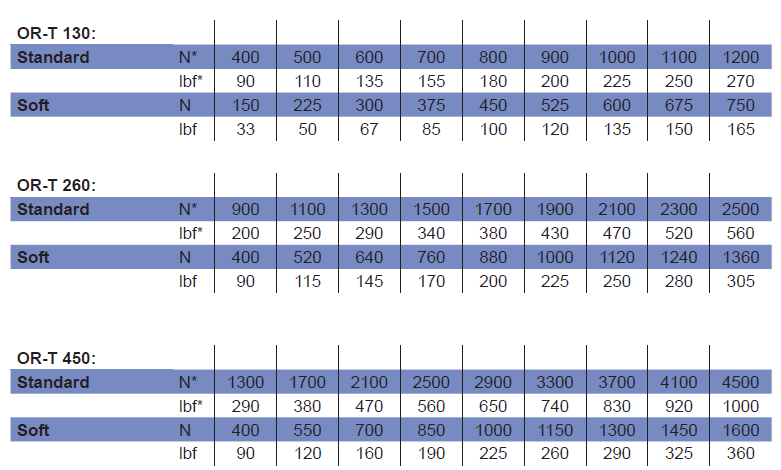 OR-T 130:
Standard N* 400 500 600 700 800 900 1000 1100 1200
lbf* 90 110 135 155 180 200 225 250 270
Soft N 150 225 300 375 450 525 600 675 750
lbf 33 50 67 85 100 120 135 150 165
OR-T 260:
Standard N* 900 1100 1300 1500 1700 1900 2100 2300 2500
lbf* 200 250 290 340 380 430 470 520 560
Soft N 400 520 640 760 880 1000 1120 1240 1360
lbf 90 115 145 170 200 225 250 280 305
OR-T 450:
Standard N* 1300 1700 2100 2500 2900 3300 3700 4100 4500
lbf* 290 380 470 560 650 740 830 920 1000
Soft N 400 550 700 850 1000 1150 1300 1450 1600
lbf 90 120 160 190 225 260 290 325 360